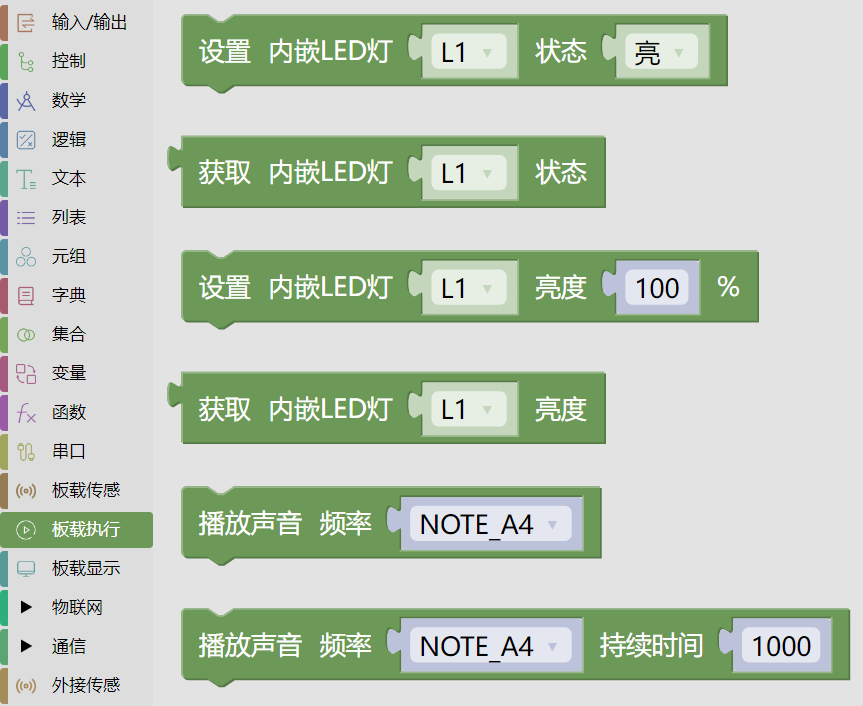 输入/输出
控制
数学
逻辑
文本
列表
元组
字典
集合
变量
函数
串口
板载传感
板载执行
板载显示
物联网
通信
外接传感
设置 内嵌LED灯 L1 状态 亮
获取 内嵌LED灯 L1 状态
设置 内嵌LED灯 L1 亮度 100 %
获取 内嵌LED灯 L1 亮度
播放声音 频率 NOTE_A4
播放声音 频率 NOTE_A4 持续时间 1000